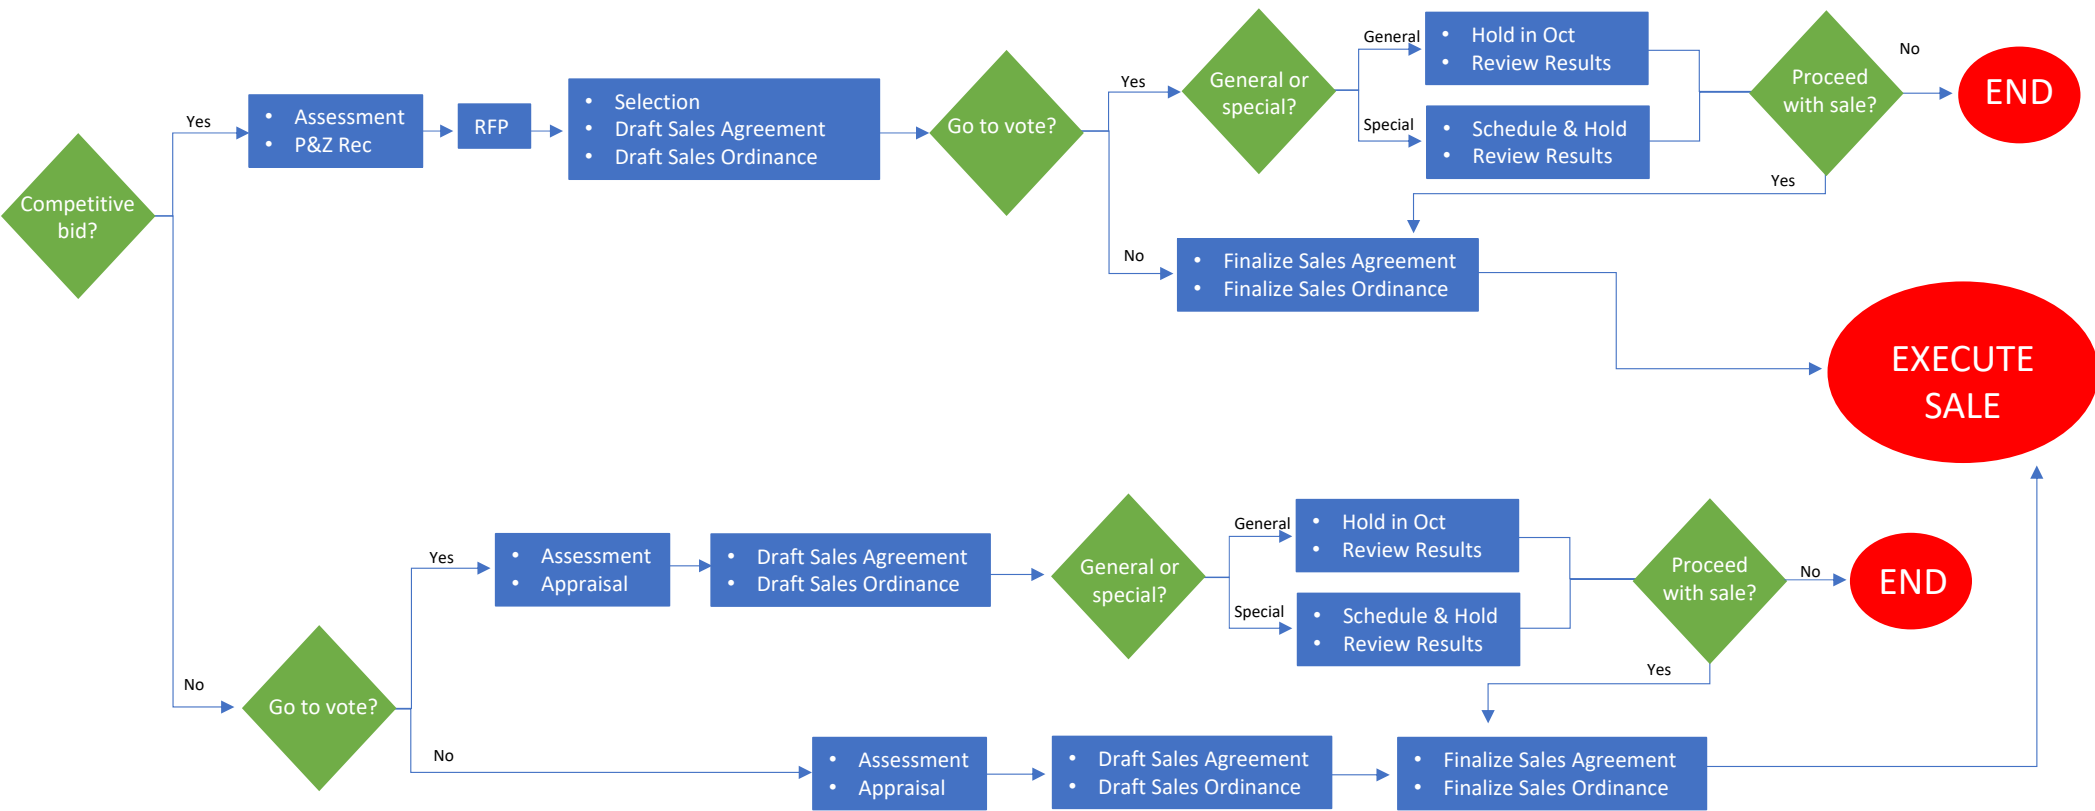 Competitive
bid?
Yes
• Assessment
• P&Z Rec
RFP
• Selection
• Draft Sales Agreement
• Draft Sales Ordinance
Go to vote?
Yes
General or
special?
General
• Hold in Oct
• Review Results
Special
• Schedule & Hold
• Review Results
Proceed
with sale?
No
END
Yes
No
• Finalize Sales Agreement
• Finalize Sales Ordinance
EXECUTE
SALE
No
Go to vote?
Yes
• Assessment
• Appraisal
• Draft Sales Agreement
• Draft Sales Ordinance
General or
special?
General
• Hold in Oct
• Review Results
Special
• Schedule & Hold
• Review Results
Proceed
with sale?
No
END
Yes
No
• Assessment
• Appraisal
• Draft Sales Agreement
• Draft Sales Ordinance
• Finalize Sales Agreement
• Finalize Sales Ordinance